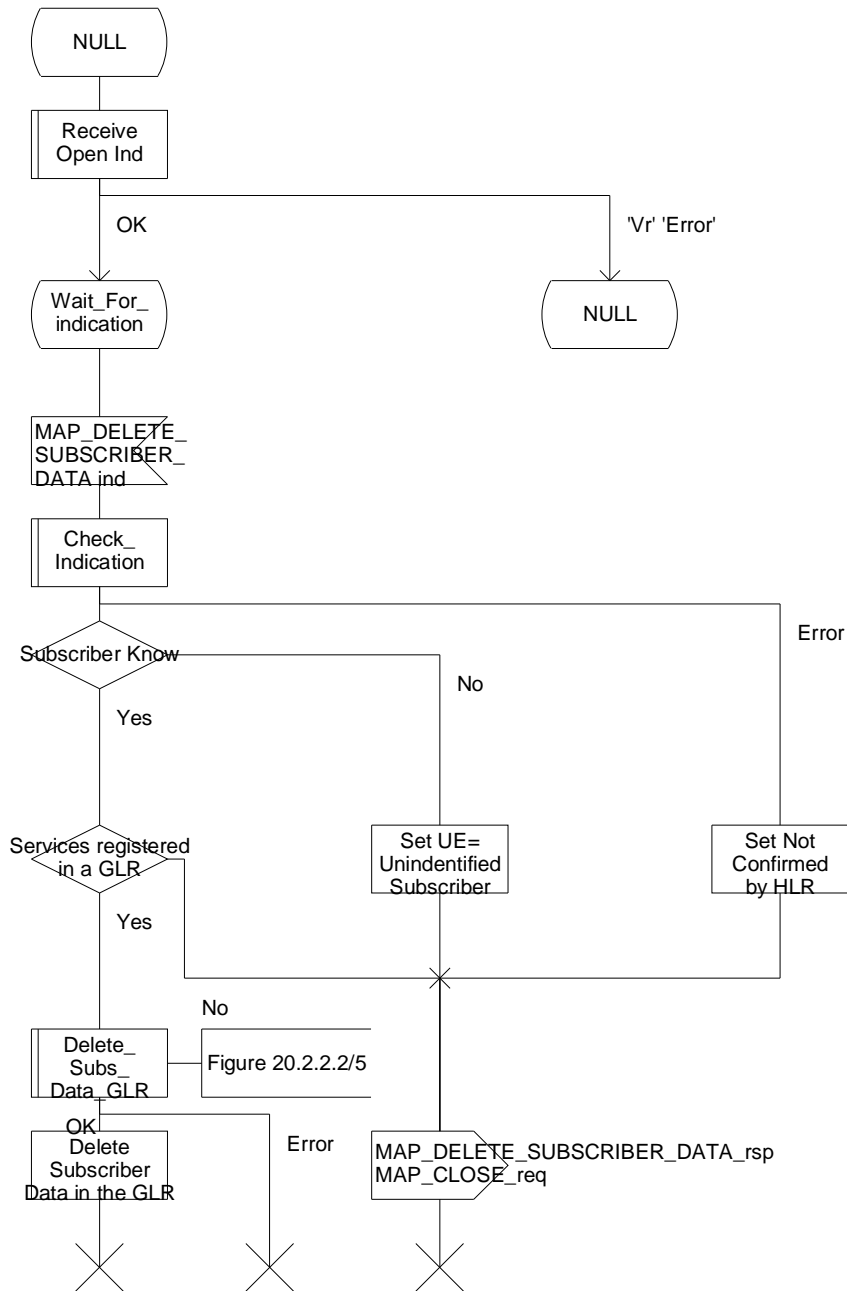 NULL
Receive
Open Ind
OK
'Vr' 'Error'
Wait_For_
indication
NULL
MAP_DELETE_
SUBSCRIBER_
DATA ind
Check_
Indication
Error
Subscriber Know
No
Yes
Services registered
in a GLR
Set UE=
Unindentified
Subscriber
Set Not
Confirmed
by HLR
Yes
No
Delete_
Subs_
Data_GLR
Figure 20.2.2.2/5
OK
Error
Delete
Subscriber
Data in the GLR
MAP_DELETE_SUBSCRIBER_DATA_rsp
MAP_CLOSE_req